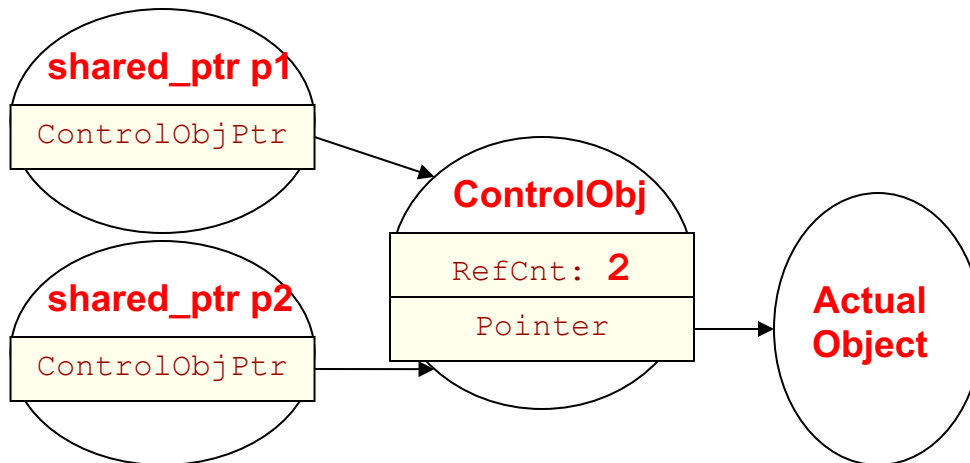 shared_ptr p1
ControlObjPtr
shared_ptr p2
ControlObjPtr
ControlObj
RefCnt: 2
Pointer
Actual
Object